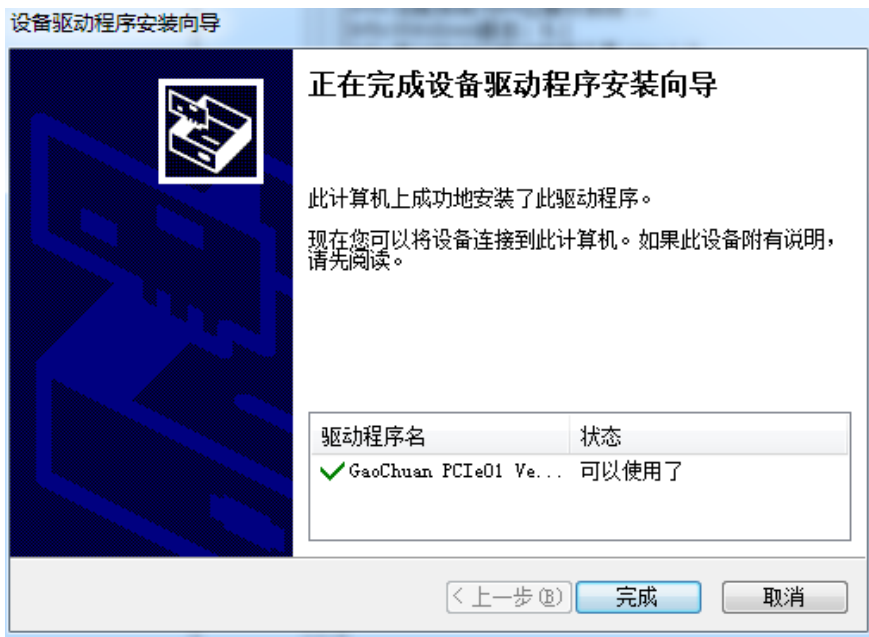 设备驱动程序安装向导
正在完成设备驱动程序安装向导
此计算机上成功地安装了此驱动程序。
现在您可以将设备连接到此计算机。如果此设备附有说明，
请先阅读。
驱动程序名 状态
GaoChuan PCIe01 Ve... 可以使用了
<上一步(B) 完成 取消